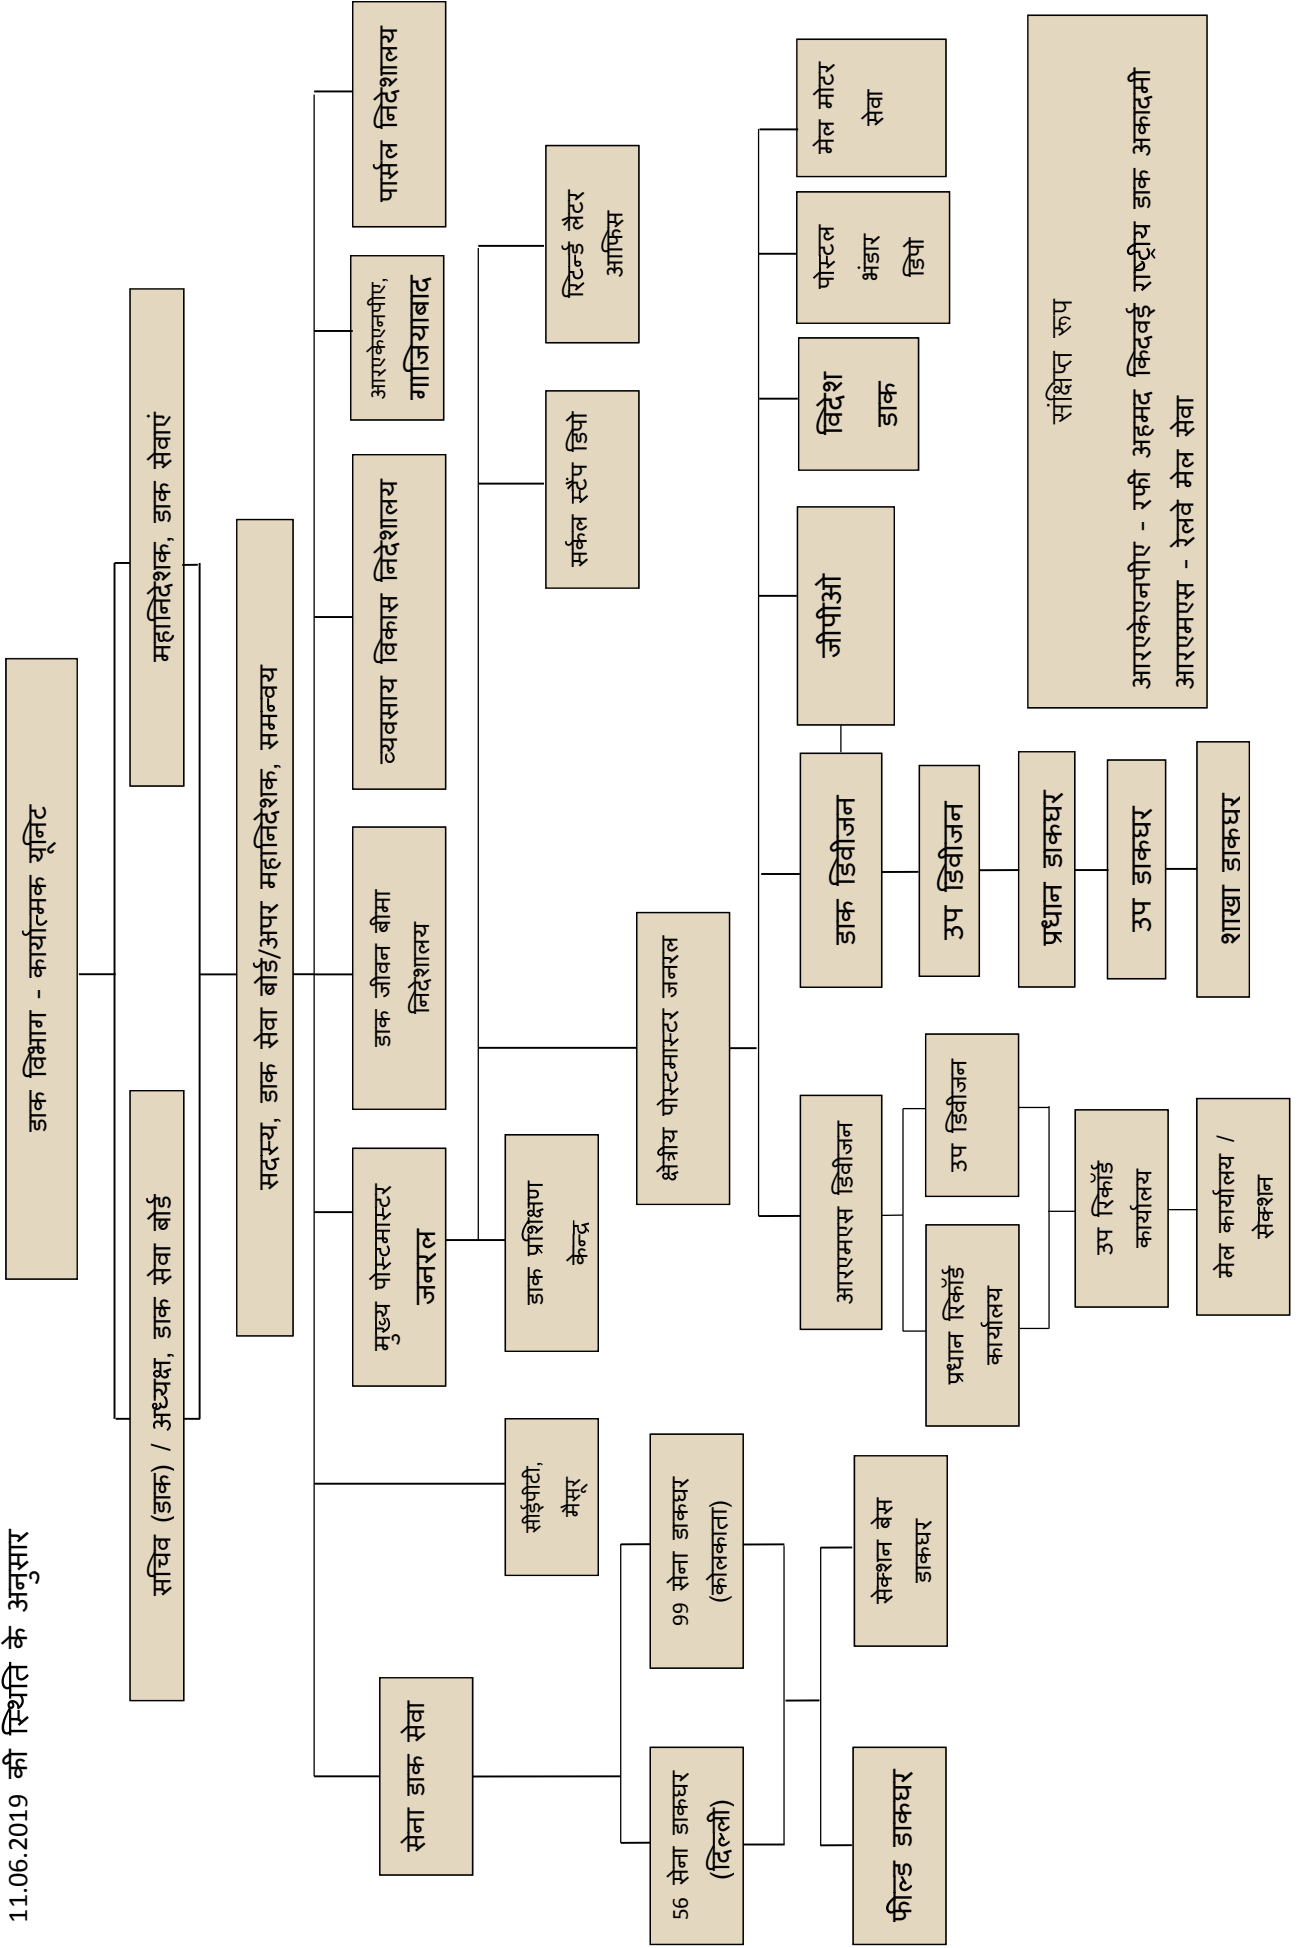 11.06.2019 की स्थिति के अनुसार
डाक विभाग - कार्यात्मक यूनिट
सचिव (डाक) / अध्यक्ष, डाक सेवा बोर्ड
महानिदेशक, डाक सेवाएं
सदस्य, डाक सेवा बोर्ड/अपर महानिदेशक, समन्वय
सेना डाक सेवा
मुख्य पोस्टमास्टर
जनरल
डाक जीवन बीमा
निदेशालय
व्यवसाय विकास निदेशालय
आरएकेएनपीए,
गाजियाबाद
पार्सल निदेशालय
सीईपीटी,
मैसूर
डाक प्रशिक्षण
केन्द्र
सर्कल स्टैंप डिपो
रिटर्न्ड लैटर
आफिस
56 सेना डाकघर
(दिल्ली)
99 सेना डाकघर
(कोलकाता)
क्षेत्रीय पोस्टमास्टर जनरल
फील्ड डाकघर
सेक्शन बेस
डाकघर
आरएमएस डिवीजन
डाक डिवीजन
जीपीओ
विदेश
डाक
पोस्टल
भंडार
डिपो
मेल मोटर
सेवा
प्रधान रिकॉर्ड
कार्यालय
उप डिवीजन
उप डिवीजन
प्रधान डाकघर
उप रिकॉर्ड
कार्यालय
उप डाकघर
मेल कार्यालय /
सेक्शन
शाखा डाकघर
संक्षिप्त रूप
आरएकेएनपीए - रफी अहमद किदवई राष्ट्रीय डाक अकादमी
आरएमएस - रेलवे मेल सेवा